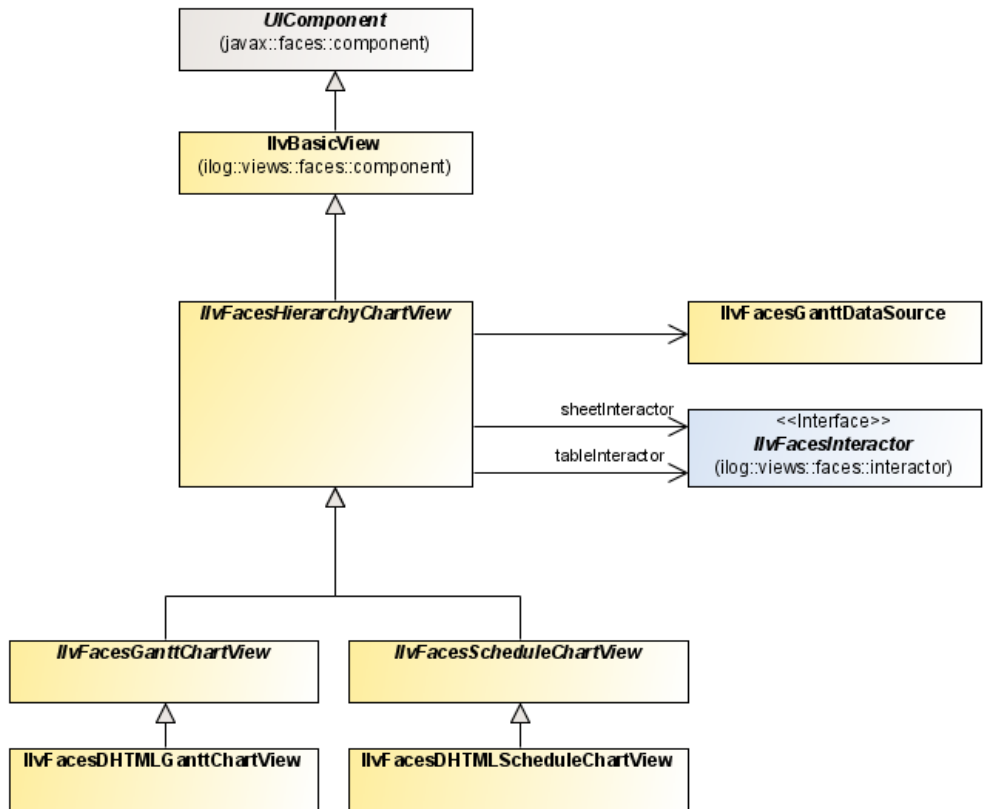 UIComponent
(javax::faces::component)
IlvBasicView
(ilog::views::faces::component)
IlvFacesHierarchyChartView
IlvFacesGanttDataSource
sheetInteractor
<<Interface>>
IlvFacesInteractor
tableInteractor
(ilog::views::faces::interactor)
IlvFacesGanttChartView
IlvFacesScheduleChartView
IlvFacesDHTMLGanttChartView
IlvFacesDHTMLScheduleChartView